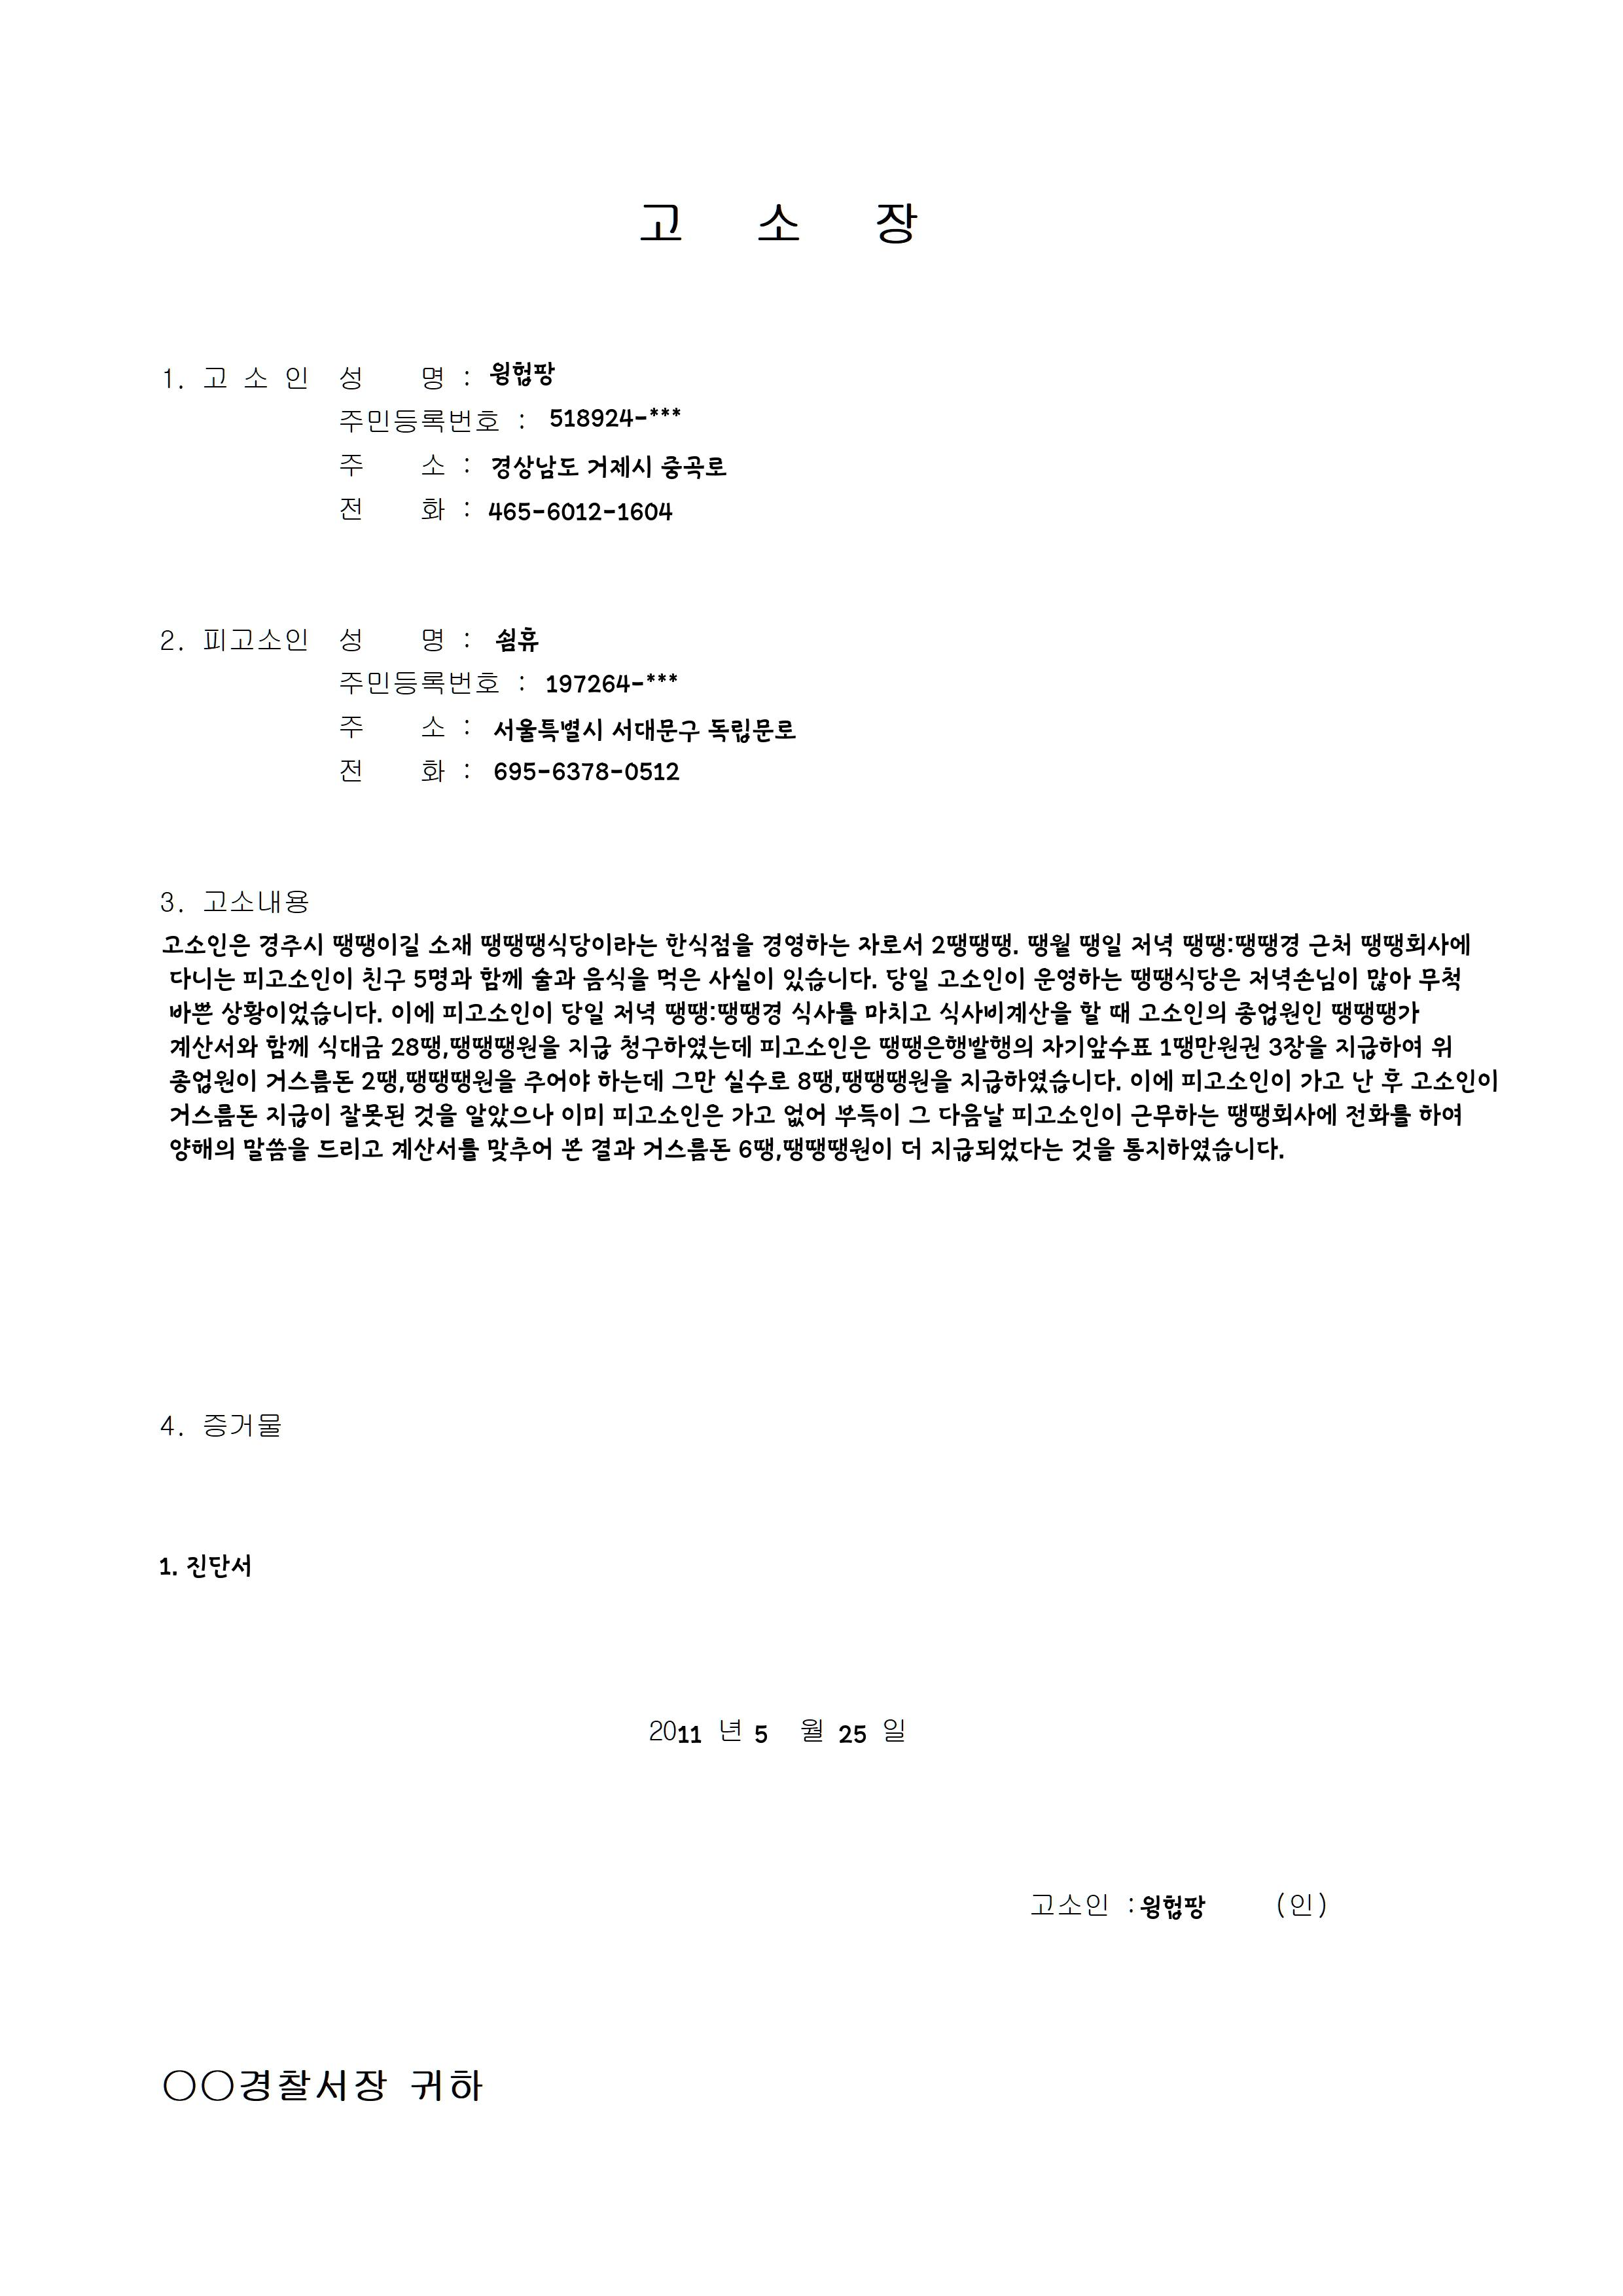 고 소 장
1. 고 소 인 성 명 : 윙헙팡
주민등록번호 : 518924-***
주 소 : 경상남도 거제시 중곡로
전 화 : 465-6012-1604
2. 피고소인 성 명 : 쉼휴
주민등록번호 : 197264-***
주 소 : 서울특별시 서대문구 독립문로
전 화 : 695-6378-0512
3. 고소내용
고소인은 경주시 땡땡이길 소재 땡땡땡식당이라는 한식점을 경영하는 자로서 2땡땡땡. 땡월 땡일 저녁 땡땡:땡땡경 근처 땡땡회사에
다니는 피고소인이 친구 5명과 함께 술과 음식을 먹은 사실이 있습니다. 당일 고소인이 운영하는 땡땡식당은 저녁손님이 많아 무척
바쁜 상황이었습니다. 이에 피고소인이 당일 저녁 땡땡:땡땡경 식사를 마치고 식사비계산을 할 때 고소인의 종업원인 땡땡땡가
계산서와 함께 식대금 28땡,땡땡땡원을 지급 청구하였는데 피고소인은 땡땡은행발행의 자기앞수표 1땡만원권 3장을 지급하여 위
종업원이 거스름돈 2땡,땡땡땡원을 주어야 하는데 그만 실수로 8땡,땡땡땡원을 지급하였습니다. 이에 피고소인이 가고 난 후 고소인이
거스름돈 지급이 잘못된 것을 알았으나 이미 피고소인은 가고 없어 부득이 그 다음날 피고소인이 근무하는 땡땡회사에 전화를 하여
양해의 말씀을 드리고 계산서를 맞추어 본 결과 거스름돈 6땡,땡땡땡원이 더 지급되었다는 것을 통지하였습니다.
4. 증거물
1. 진단서
2011 년 5 월 25 일
고소인 :윙헙팡 (인)
○○경찰서장 귀하